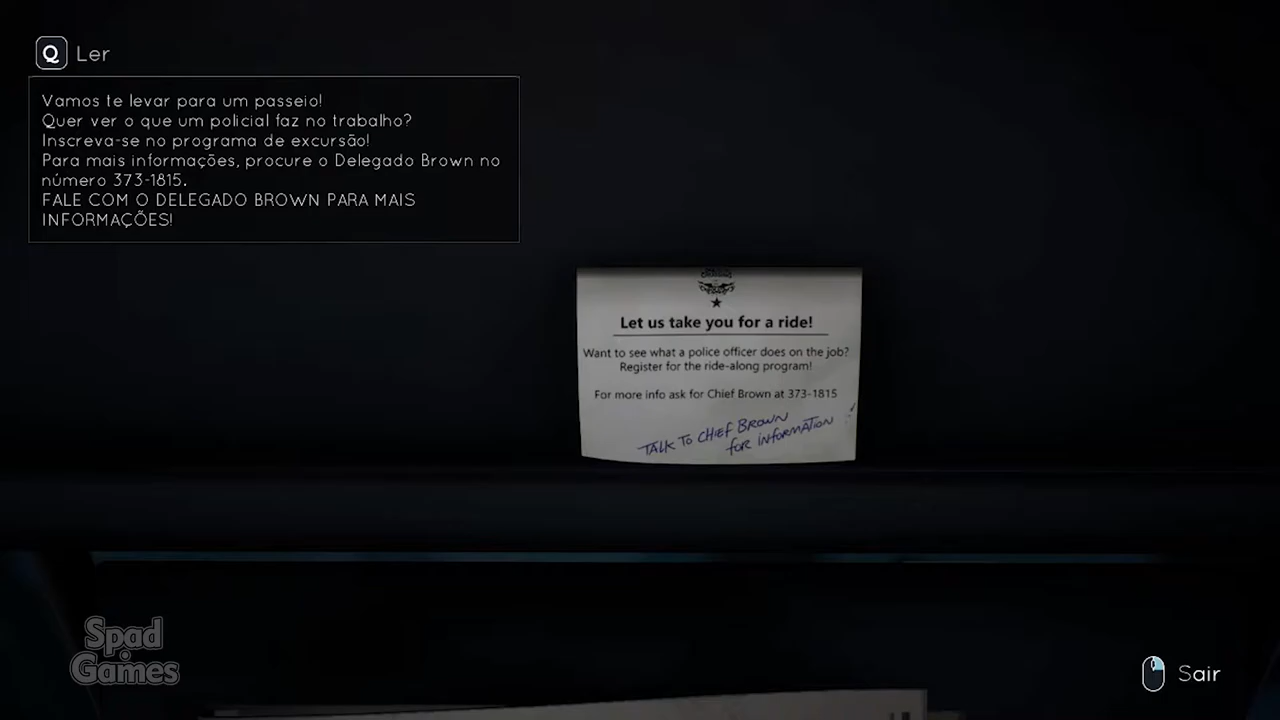 Q Ler
Vamos te levar para um passeio!
Quer ver o que um policial faz no trabalho?
Inscreva-se no programa de excursão!
Para mais informações, procure o Delegado Brown no
número 373-1815.
FALE COM O DELEGADO BROWN PARA MAIS
INFORMAÇÕES!
Let us take you for a ride!
Want to see what a police officer does on the job?
Register for the ride-along program!
For more info ask for Chief Brown at 373-1815
TALK TO CHIEF BROWN
for information
Spad
Games
Sair